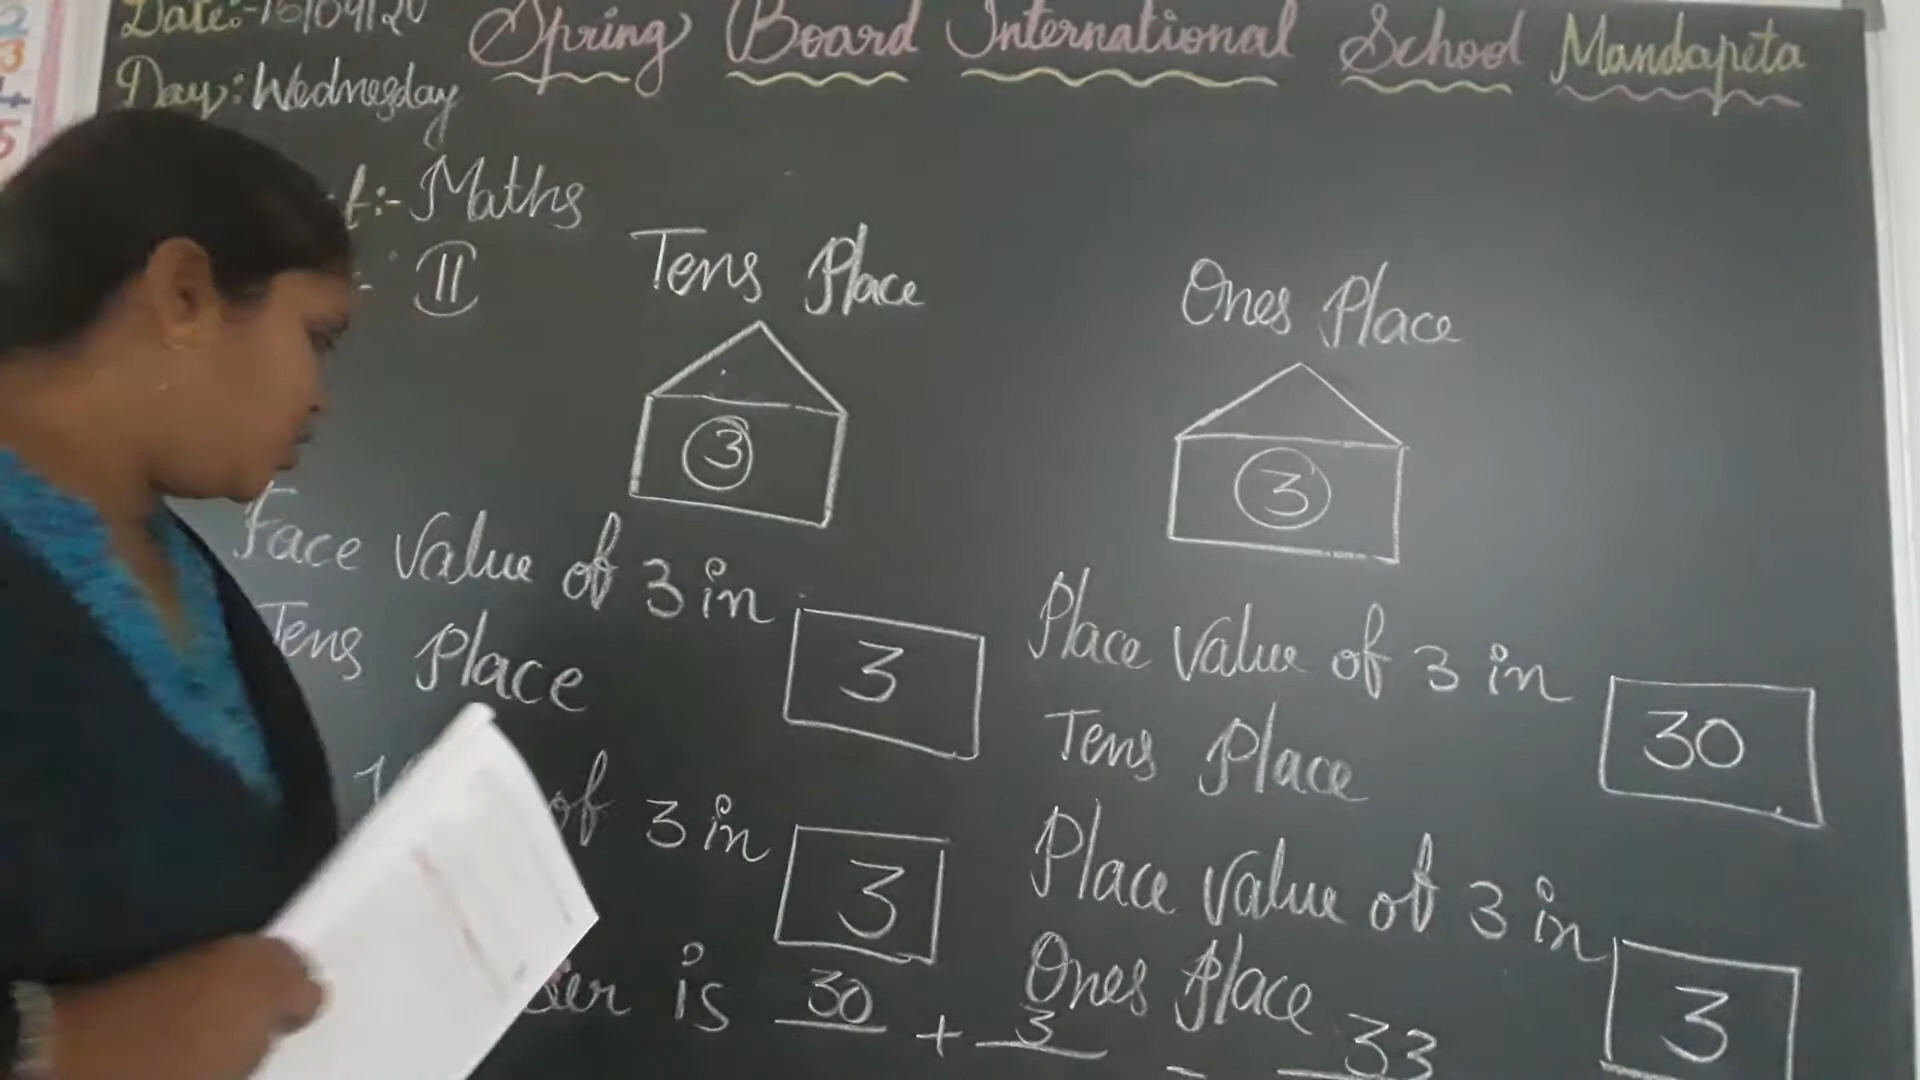 Date:-16/09/20
Spring Board International School Mandapeta
Day: Wednesday
t:- Maths
- II
Tens Place
Ones Place
3
3
Face Value of 3 in
Tens Place
3
Place Value of 3 in
Tens Place
30
of 3 in
3
Place Value of 3 in
Ones Place
3
is 30 + 3 = 33